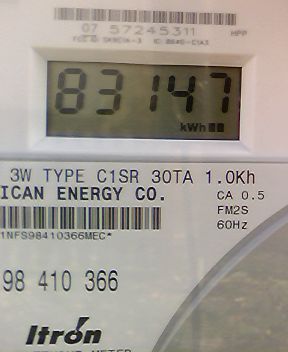 07 57245311 HPP
83147
kWh
3W TYPE C1SR 30TA 1.0Kh
ICAN ENERGY CO. CA 0.5
FM2S
60Hz
1NFS98410366MEC*
98 410 366
Itron